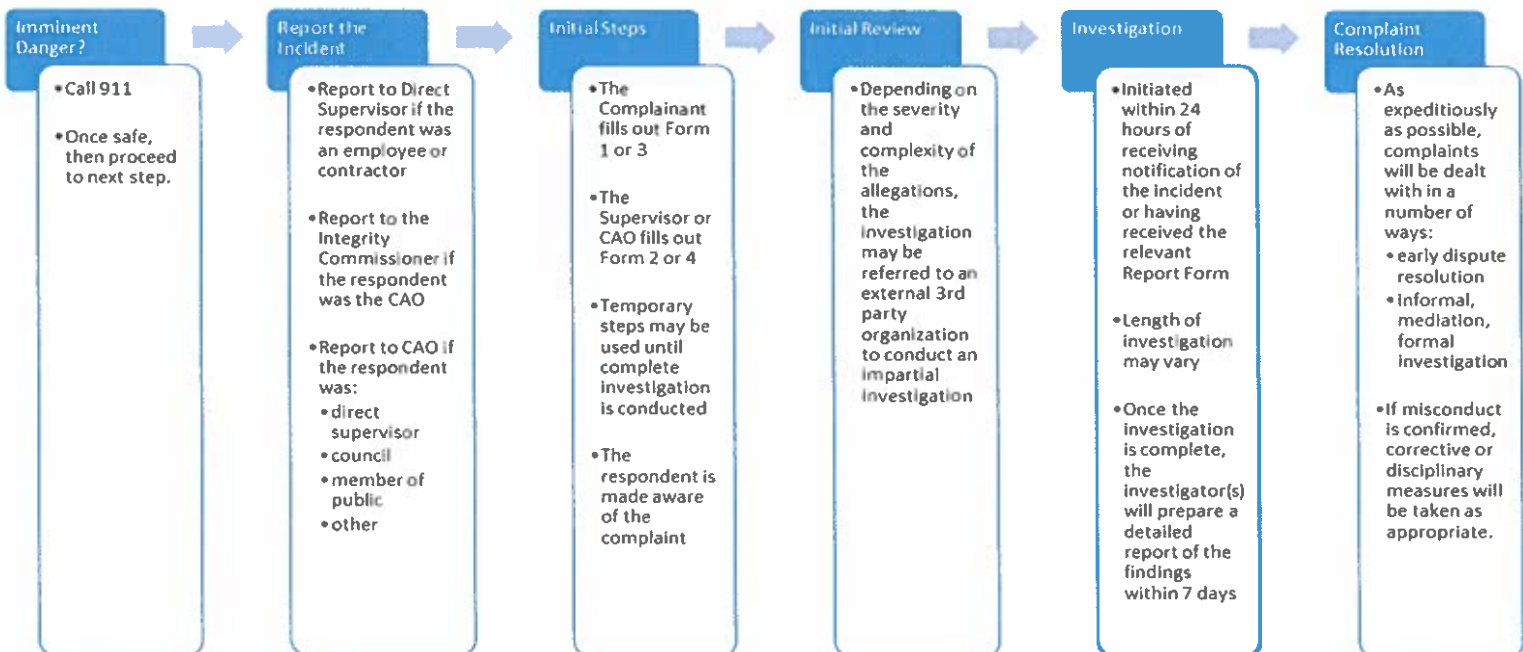 Imminent
Danger?
•Call 911
•Once safe,
then proceed
to next step.
Report the
Incident
•Report to Direct
Supervisor if the
respondent was
an employee or
contractor
•Report to the
Integrity
Commissioner if
the respondent
was the CAO
•Report to CAO if
the respondent
was:
•direct
supervisor
•council
•member of
public
•other
Initial Steps
•The
Complainant
fills out Form
1 or 3
•The
Supervisor or
CAO fills out
Form 2 or 4
•Temporary
steps may be
used until
complete
investigation
is conducted
•The
respondent is
made aware
of the
complaint
Initial Review
•Depending on
the severity
and
complexity of
the
allegations,
the
investigation
may be
referred to an
external 3rd
party
organization
to conduct an
impartial
investigation
Investigation
•Initiated
within 24
hours of
receiving
notification of
the incident
or having
received the
relevant
Report Form
•Length of
investigation
may vary
•Once the
investigation
is complete,
the
investigator(s)
will prepare a
detailed
report of the
findings
within 7 days
Complaint
Resolution
•As
expeditiously
as possible,
complaints
will be dealt
with in a
number of
ways:
•early dispute
resolution
•Informal,
mediation,
formal
investigation
•If misconduct
is confirmed,
corrective or
disciplinary
measures will
be taken as
appropriate.